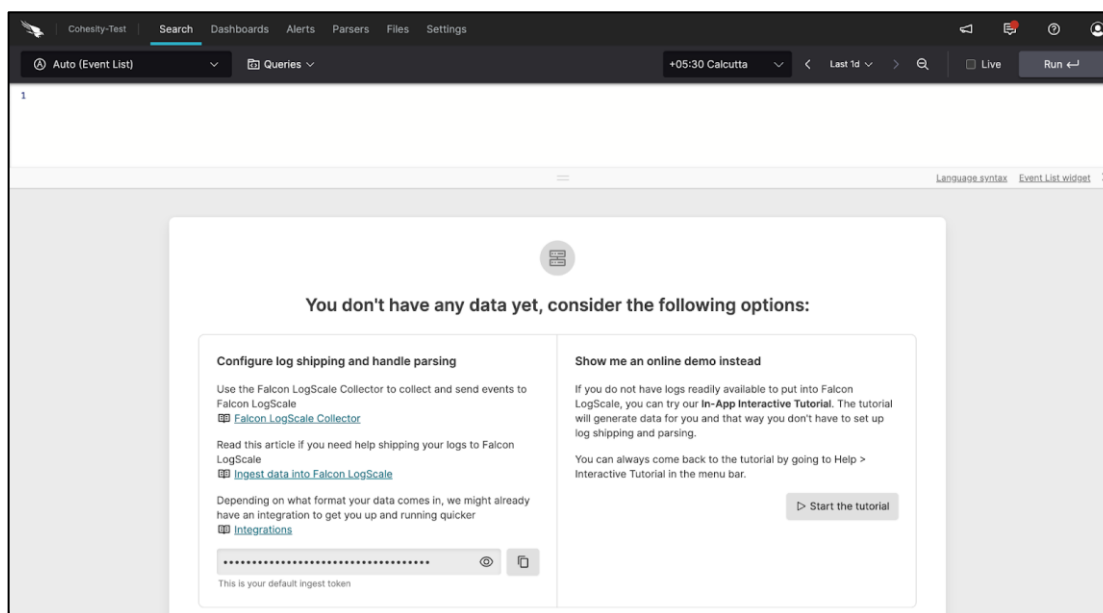 Cohesity-Test Search Dashboards Alerts Parsers Files Settings
Auto (Event List) Queries +05:30 Calcutta Last 1d Live Run
1
Language syntax Event List widget
You don't have any data yet, consider the following options:
Configure log shipping and handle parsing
Use the Falcon LogScale Collector to collect and send events to
Falcon LogScale
Falcon LogScale Collector
Read this article if you need help shipping your logs to Falcon
LogScale
Ingest data into Falcon LogScale
Depending on what format your data comes in, we might already
have an integration to get you up and running quicker
Integrations
••••••••••••••••••••••••••••••••••••
This is your default ingest token
Show me an online demo instead
If you do not have logs readily available to put into Falcon
LogScale, you can try our In-App Interactive Tutorial. The tutorial
will generate data for you and that way you don't have to set up
log shipping and parsing.
You can always come back to the tutorial by going to Help >
Interactive Tutorial in the menu bar.
Start the tutorial